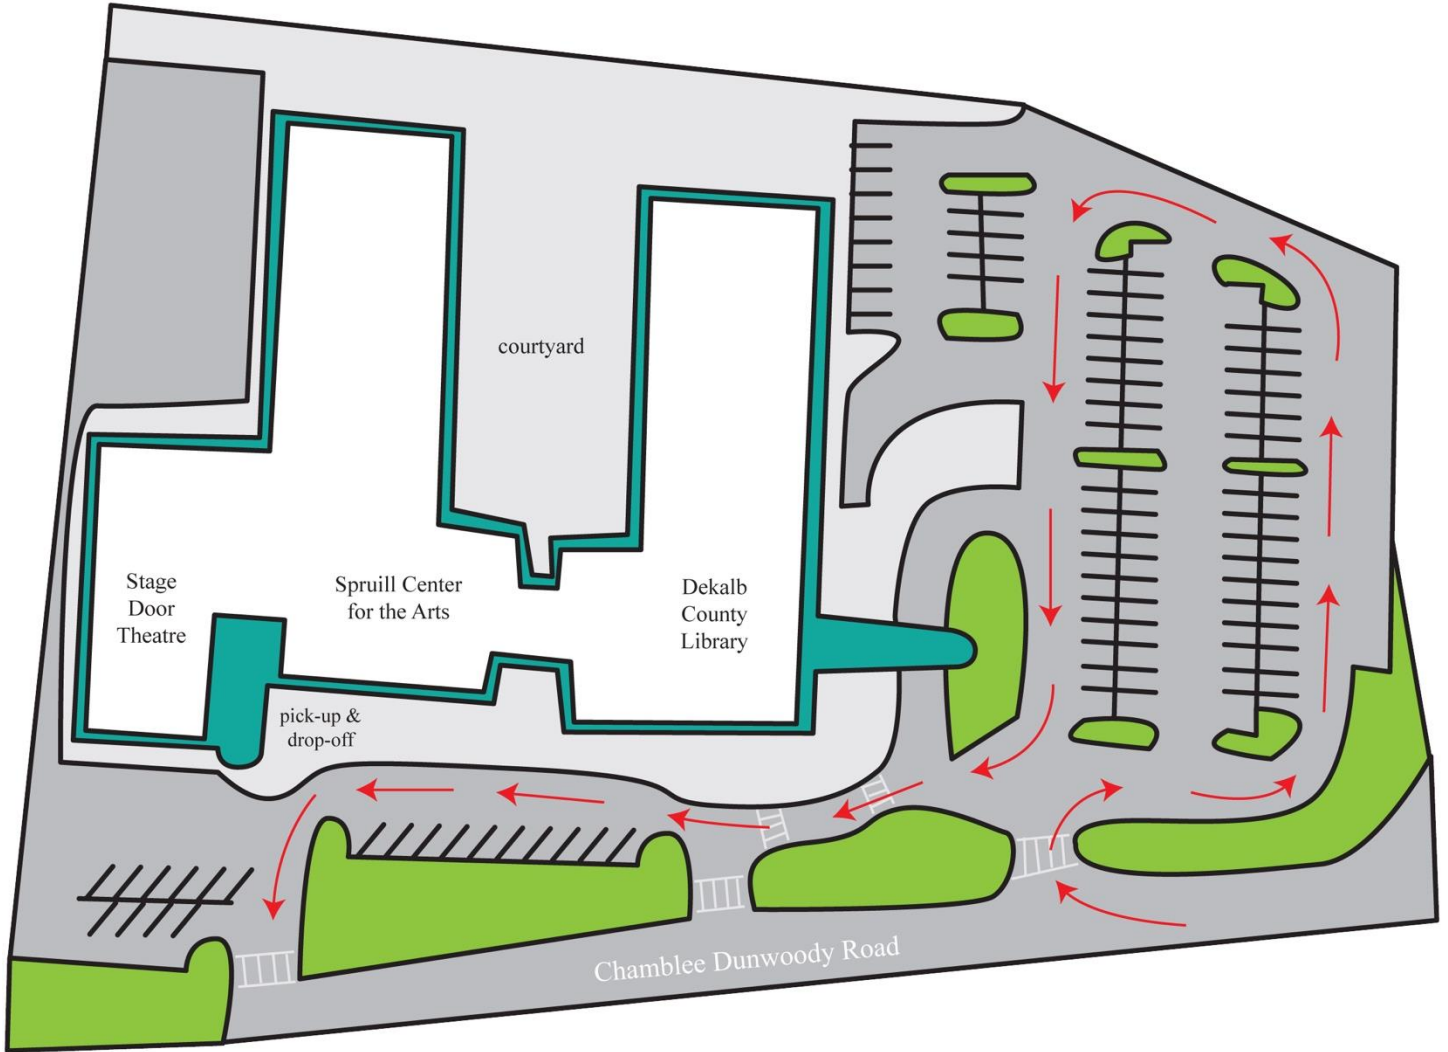 courtyard
Stage
Door
Theatre
Spruill Center
for the Arts
Dekalb
County
Library
pick-up &
drop-off
Chamblee Dunwoody Road